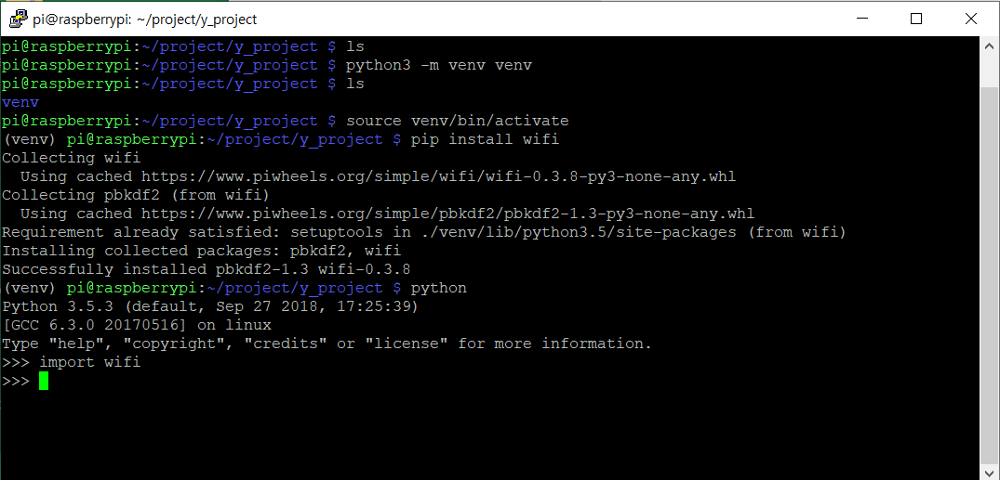 pi@raspberrypi: ~/project/y_project
pi@raspberrypi:~/project/y_project $ ls
pi@raspberrypi:~/project/y_project $ python3 -m venv venv
pi@raspberrypi:~/project/y_project $ ls
venv
pi@raspberrypi:~/project/y_project $ source venv/bin/activate
(venv) pi@raspberrypi:~/project/y_project $ pip install wifi
Collecting wifi
  Using cached https://www.piwheels.org/simple/wifi/wifi-0.3.8-py3-none-any.whl
Collecting pbkdf2 (from wifi)
  Using cached https://www.piwheels.org/simple/pbkdf2/pbkdf2-1.3-py3-none-any.whl
Requirement already satisfied: setuptools in ./venv/lib/python3.5/site-packages (from wifi)
Installing collected packages: pbkdf2, wifi
Successfully installed pbkdf2-1.3 wifi-0.3.8
(venv) pi@raspberrypi:~/project/y_project $ python
Python 3.5.3 (default, Sep 27 2018, 17:25:39)
[GCC 6.3.0 20170516] on linux
Type "help", "copyright", "credits" or "license" for more information.
>>> import wifi
>>>